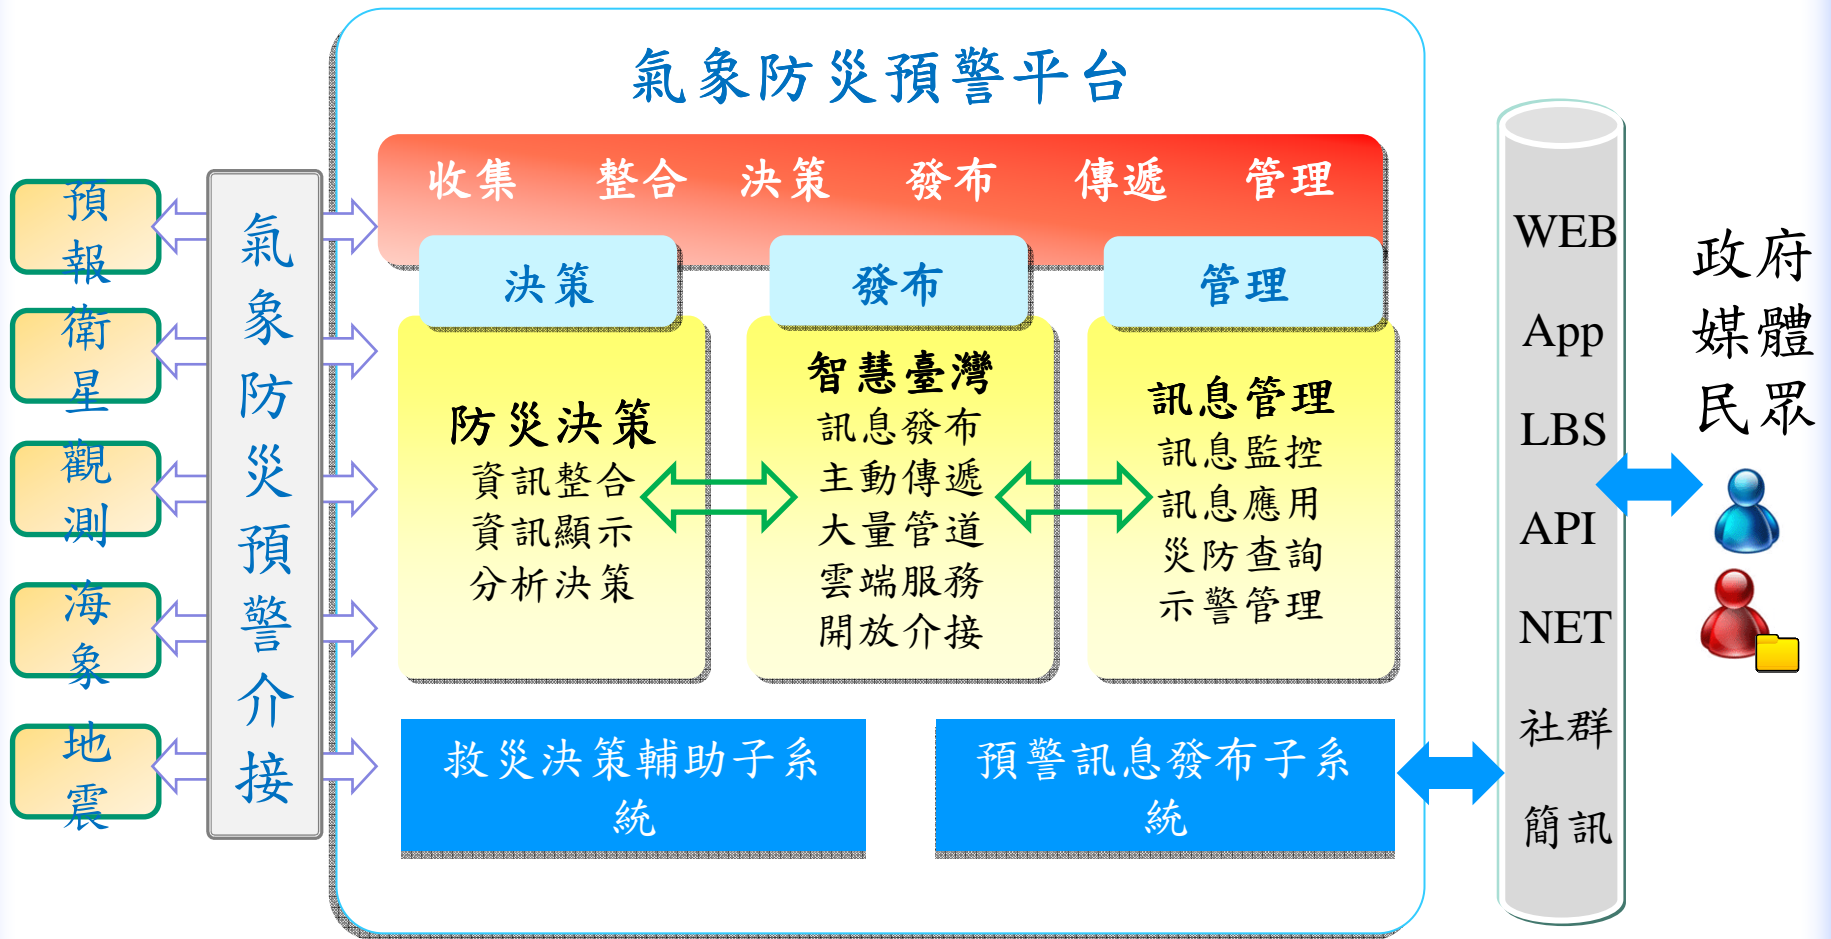 氣象防災預警平台
收集 整合 決策 發布 傳遞 管理
預
報
衛
星
觀
測
海
象
地
震
氣
象
防
災
預
警
介
接
決策
防災決策
資訊整合
資訊顯示
分析決策
發布
智慧臺灣
訊息發布
主動傳遞
大量管道
雲端服務
開放介接
管理
訊息管理
訊息監控
訊息應用
災防查詢
示警管理
救災決策輔助子系
統
預警訊息發布子系
統
WEB
App
LBS
API
NET
社群
簡訊
政府
媒體
民眾